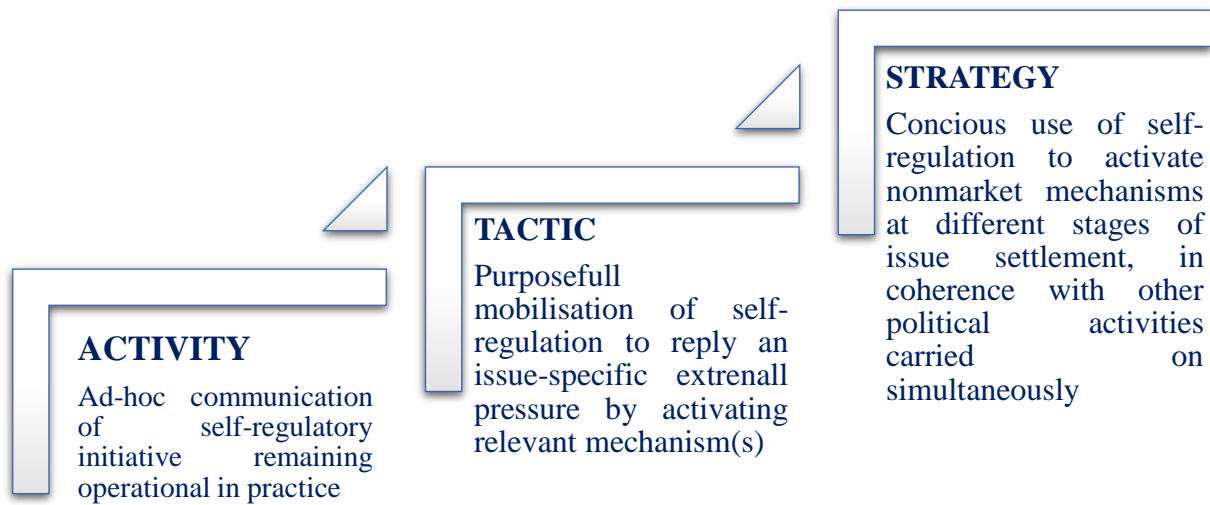 ACTIVITY
Ad-hoc communication
of self-regulatory
initiative remaining
operational in practice
TACTIC
Purposefull
mobilisation of self-
regulation to reply an
issue-specific extrenall
pressure by activating
relevant mechanism(s)
STRATEGY
Concious use of self-
regulation to activate
nonmarket mechanisms
at different stages of
issue settlement, in
coherence with other
political activities
carried on
simultaneously